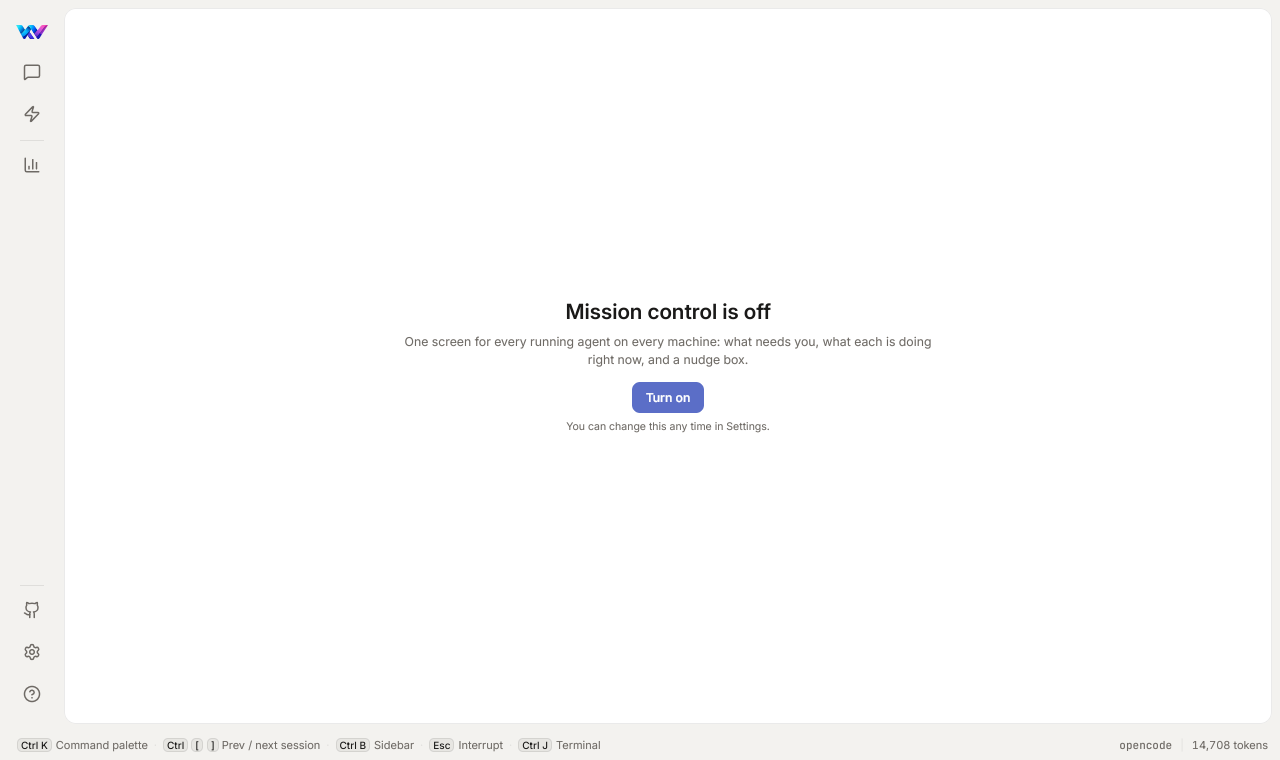 Mission control is off
One screen for every running agent on every machine: what needs you, what each is doing
right now, and a nudge box.
Turn on
You can change this any time in Settings.
Ctrl K Command palette Ctrl [ ] Prev / next session Ctrl B Sidebar Esc Interrupt Ctrl J Terminal opencode 14,708 tokens